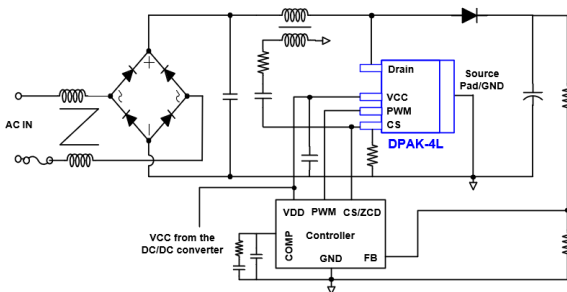 Drain
Source
Pad/GND
VCC
PWM
CS
DPAK-4L
AC IN
VDD PWM CS/ZCD
COMP
Controller
FB
GND
VCC from the
DC/DC converter